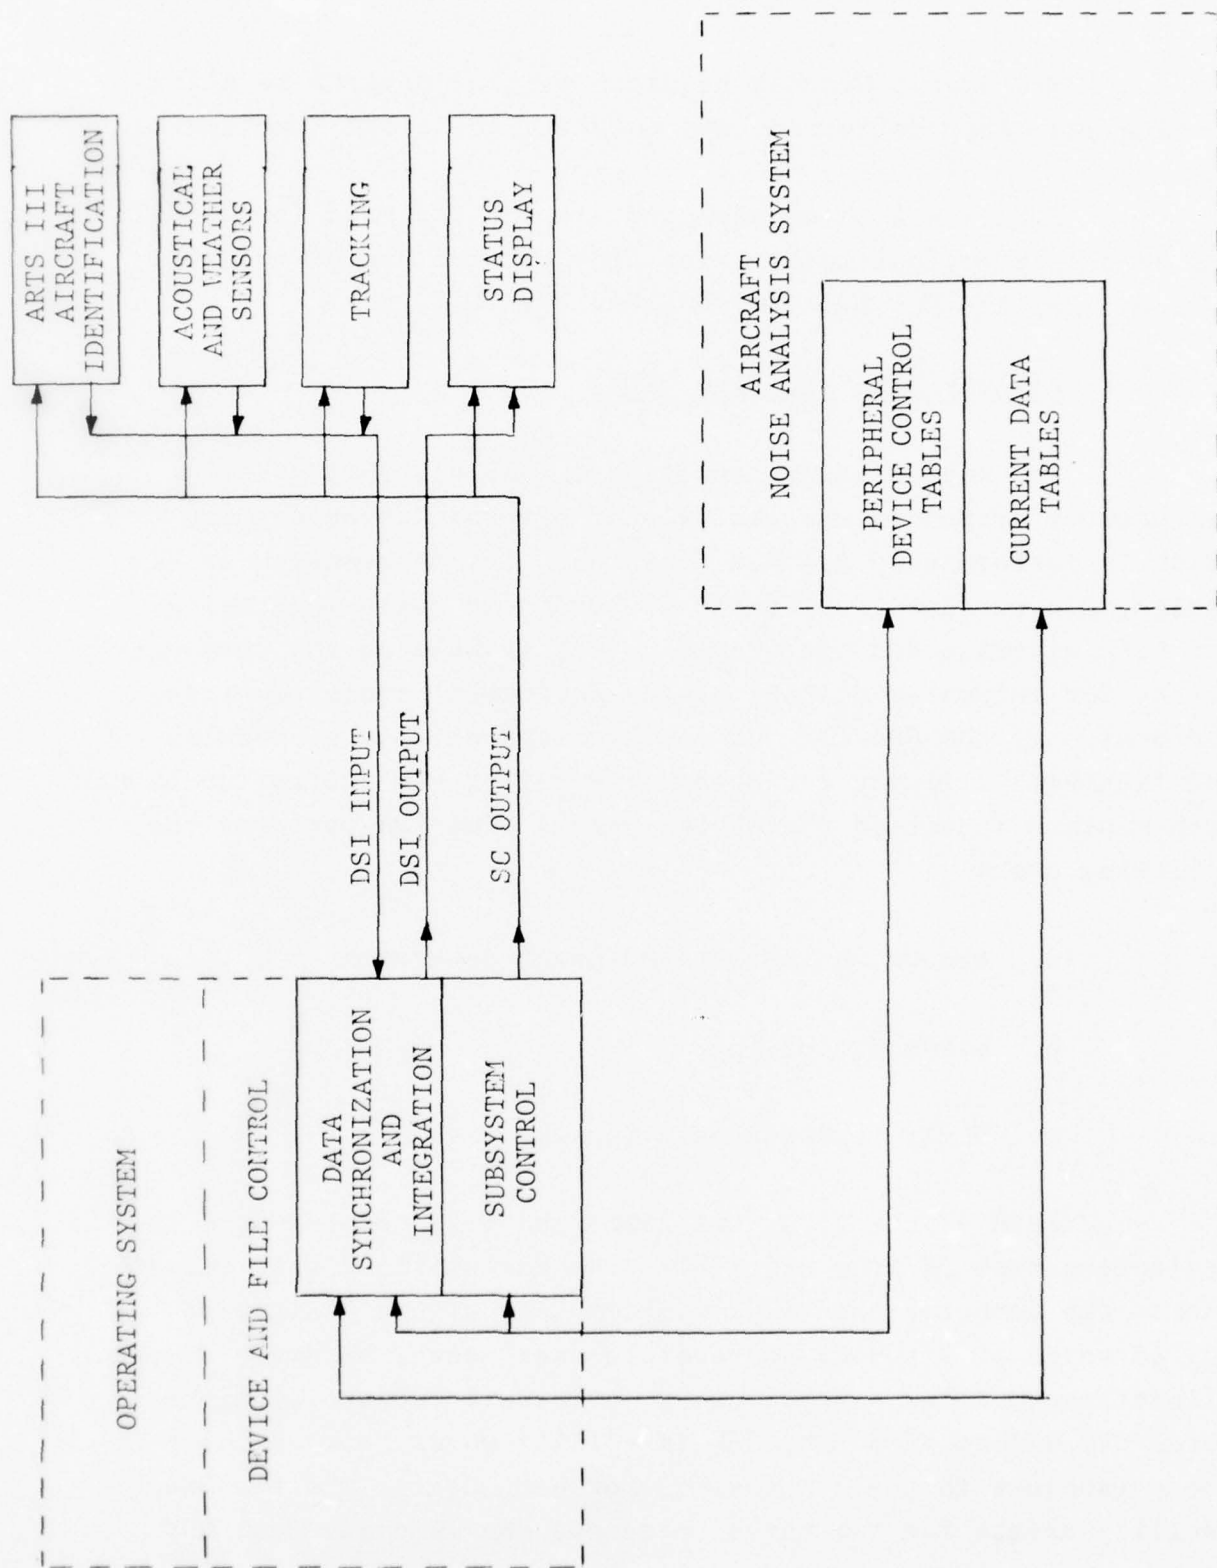 OPERATING SYSTEM
DEVICE AND FILE CONTROL
DATA
SYNCHRONIZATION
AND
INTEGRATION
SUBSYSTEM
CONTROL
DSI INPUT
DSI OUTPUT
SC OUTPUT
ARTS III
AIRCRAFT
IDENTIFICATION
ACOUSTICAL
AND WEATHER
SENSORS
TRACKING
STATUS
DISPLAY
AIRCRAFT
NOISE ANALYSIS SYSTEM
PERIPHERAL
DEVICE CONTROL
TABLES
CURRENT DATA
TABLES